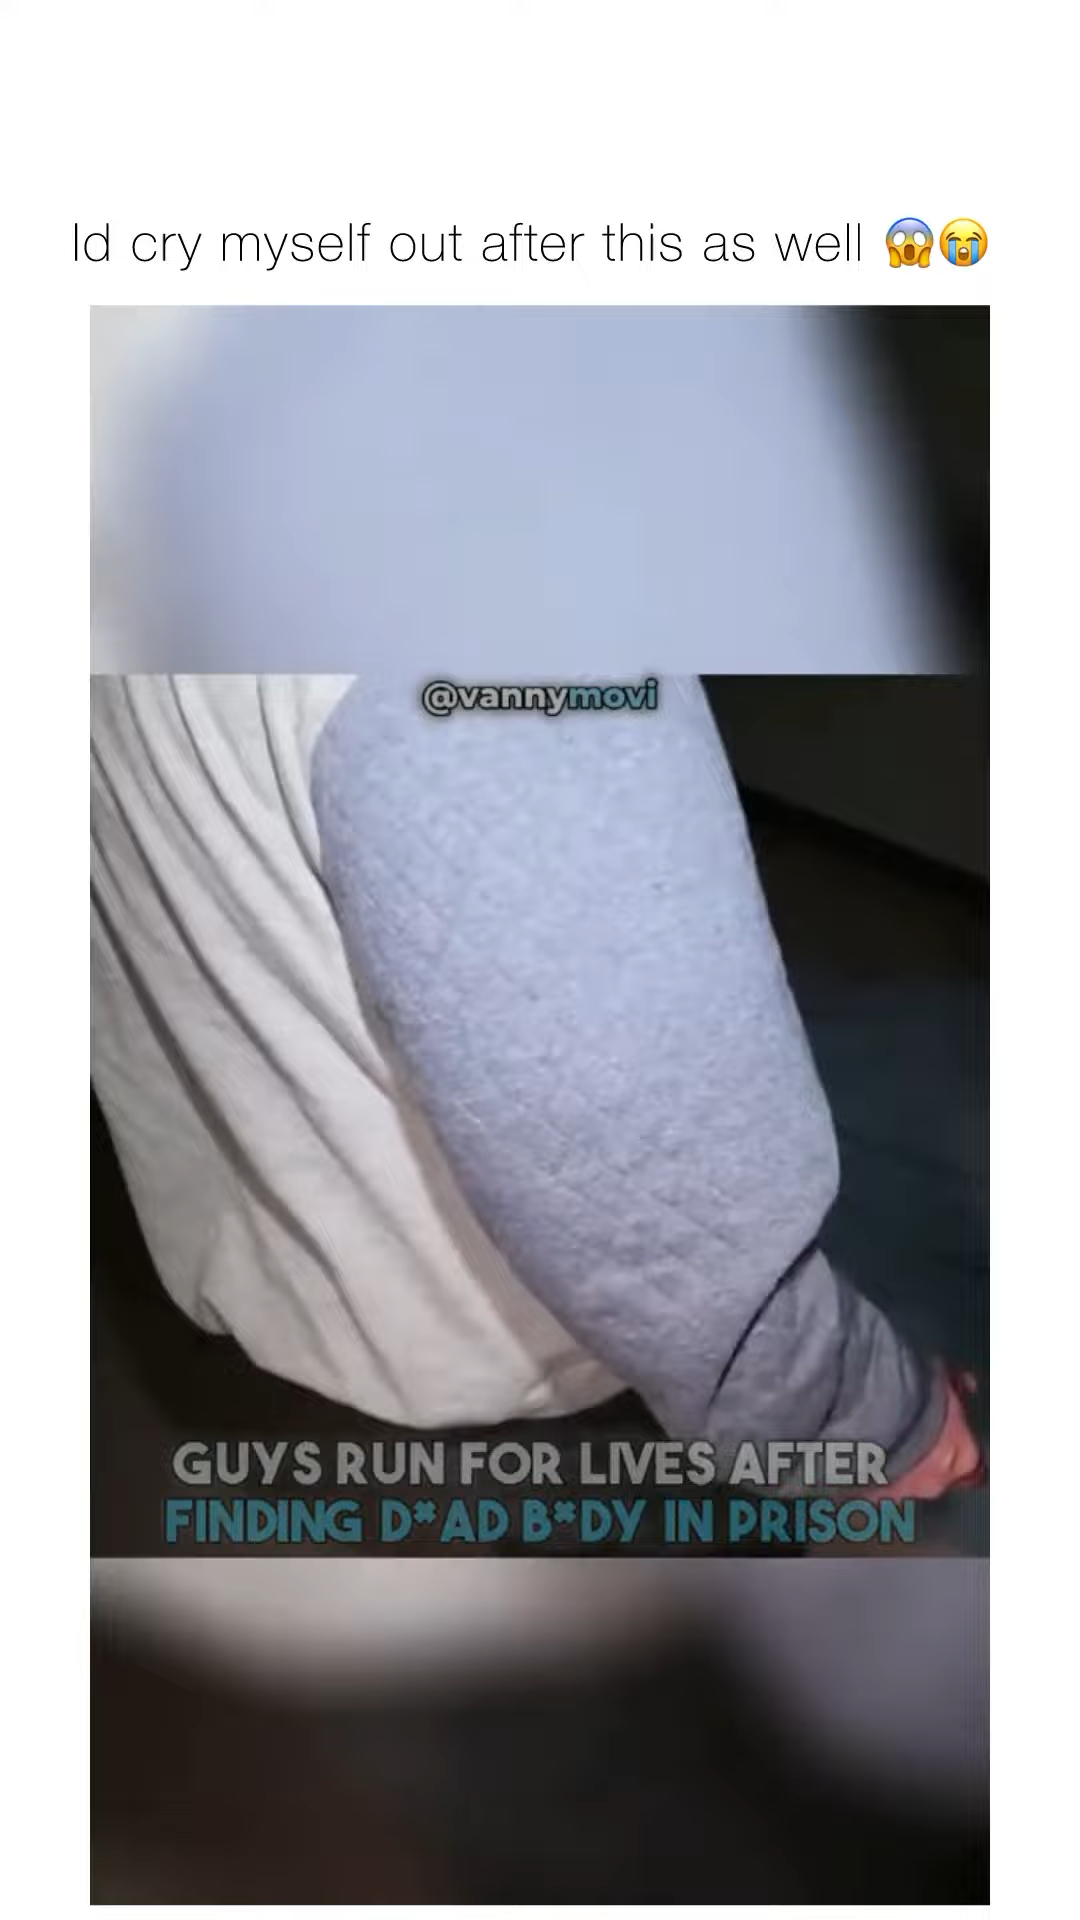 Id cry myself out after this as well 😱😭
@vannymovi
GUYS RUN FOR LIVES AFTER
FINDING D*AD B*DY IN PRISON